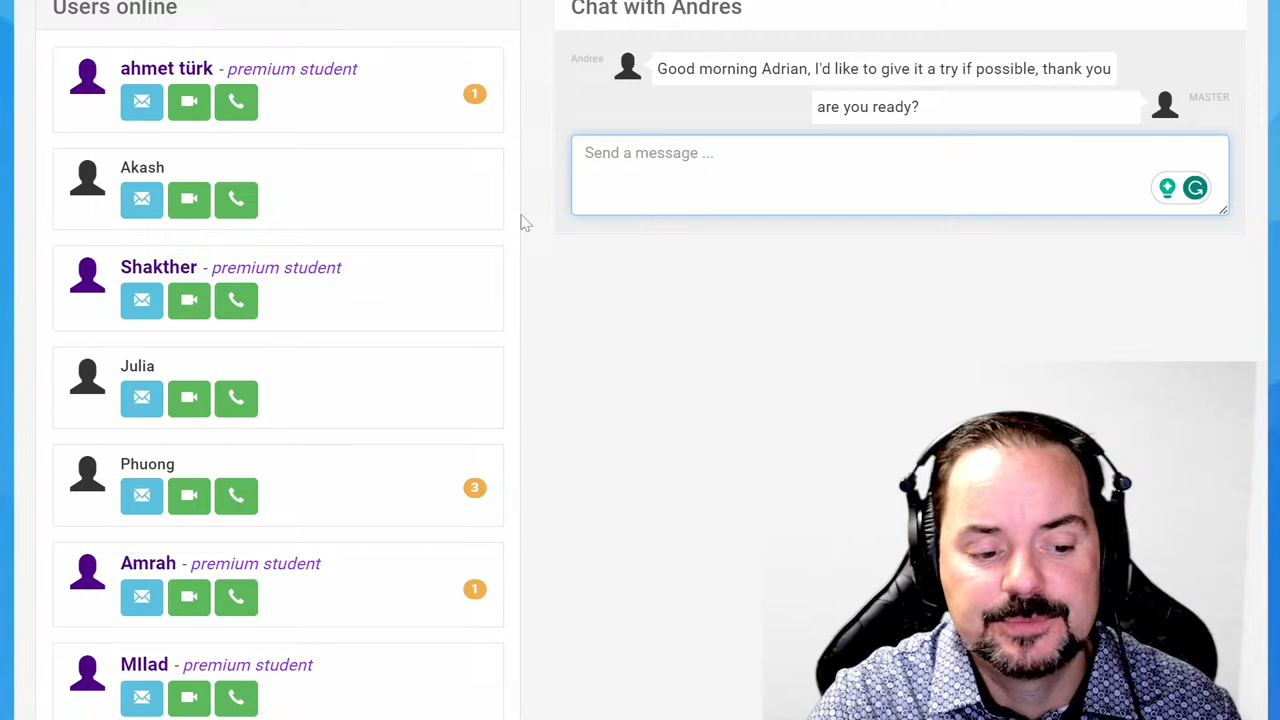 Users online
ahmet türk - premium student
1
Akash
Shakther - premium student
Julia
Phuong
3
Amrah - premium student
1
MIlad - premium student
Chat with Andres
Andrea
Good morning Adrian, I'd like to give it a try if possible, thank you
MASTER
are you ready?
Send a message ...